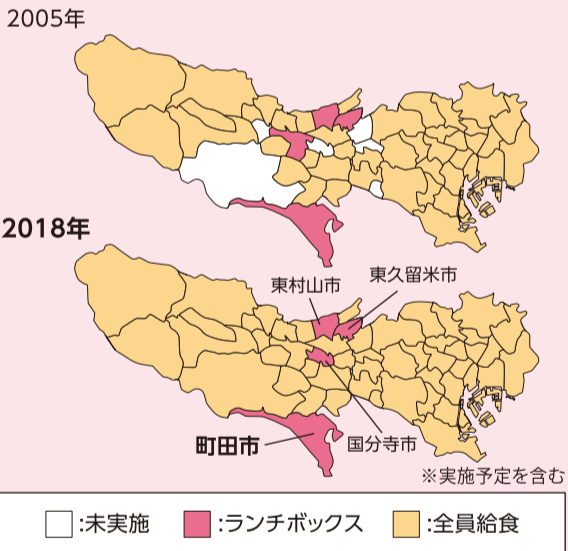 2005年
2018年
東村山市
東久留米市
町田市
国分寺市
※実施予定を含む
:未実施 :ランチボックス :全員給食